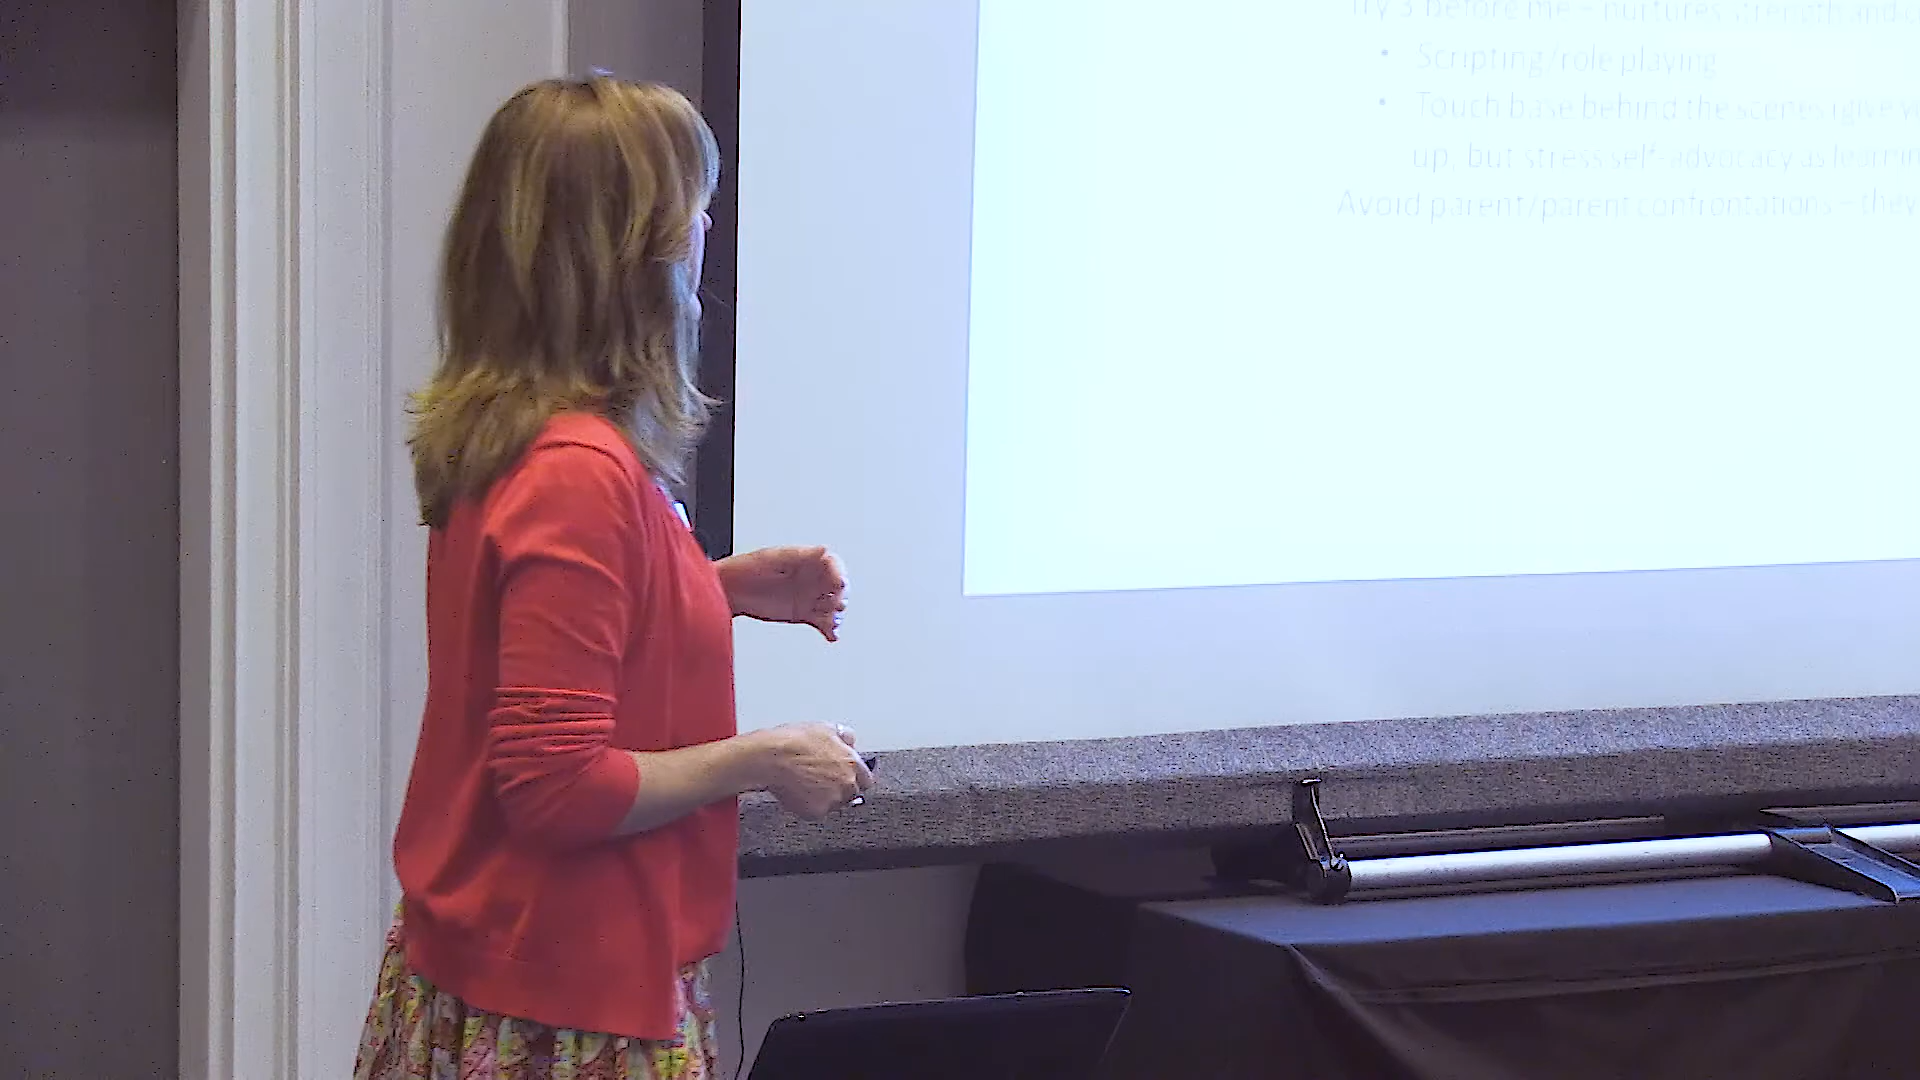 Try 3 before me – nurtures strength and
• Scripting/role playing
• Touch base behind the scenes (give
up, but stress self-advocacy as
Avoid parent/parent confrontations – they